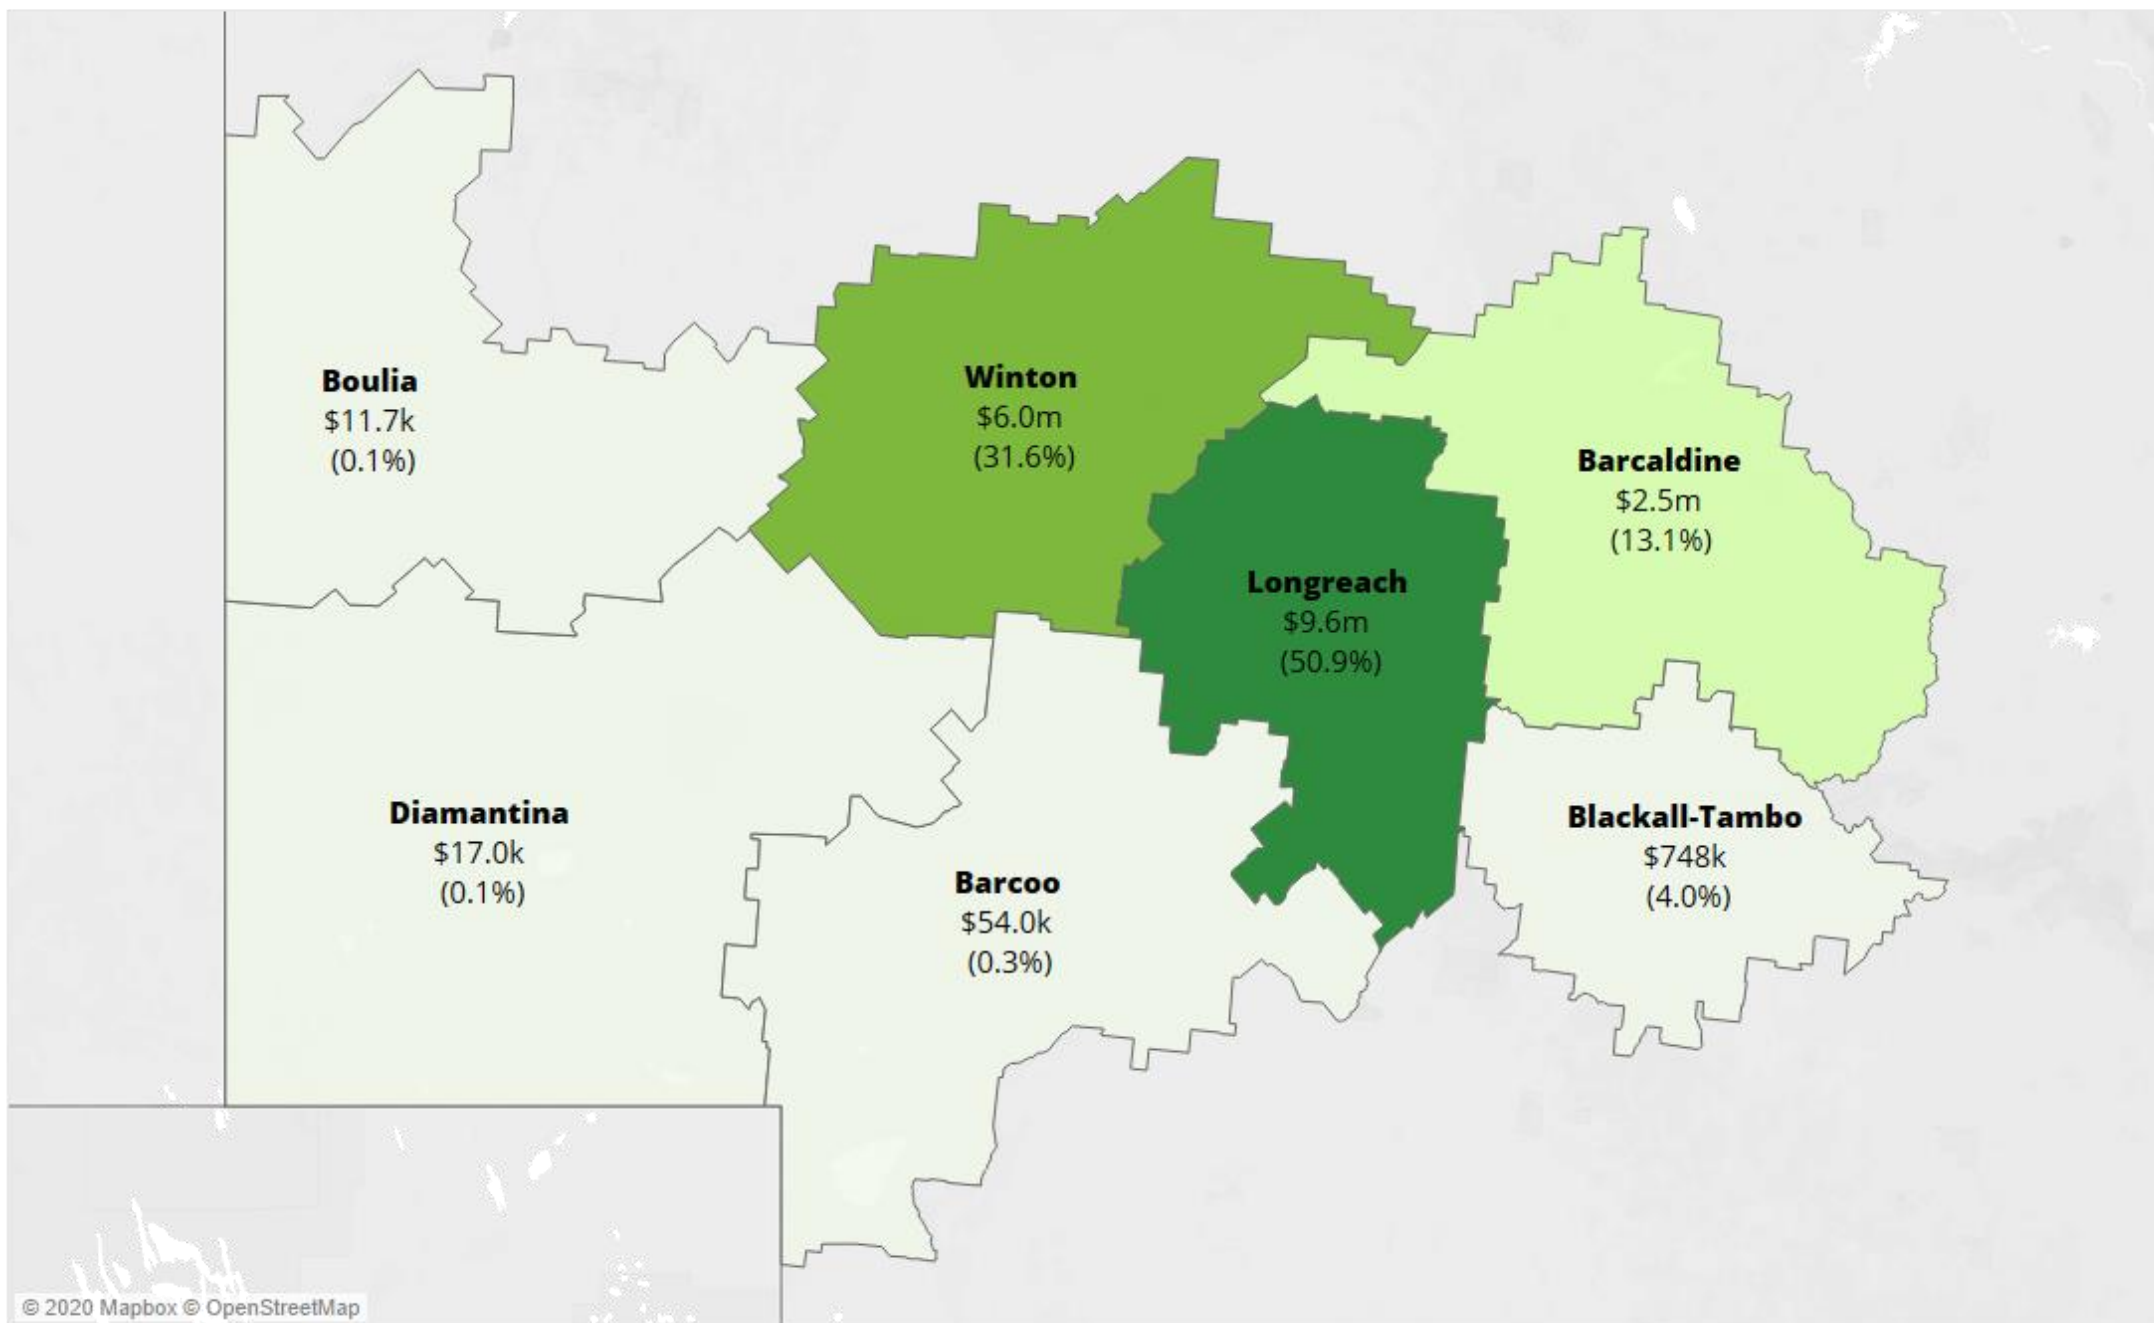 Boulia
$11.7k
(0.1%)
Winton
$6.0m
(31.6%)
Barcaldine
$2.5m
(13.1%)
Longreach
$9.6m
(50.9%)
Diamantina
$17.0k
(0.1%)
Barcoo
$54.0k
(0.3%)
Blackall-Tambo
$748k
(4.0%)
© 2020 Mapbox © OpenStreetMap